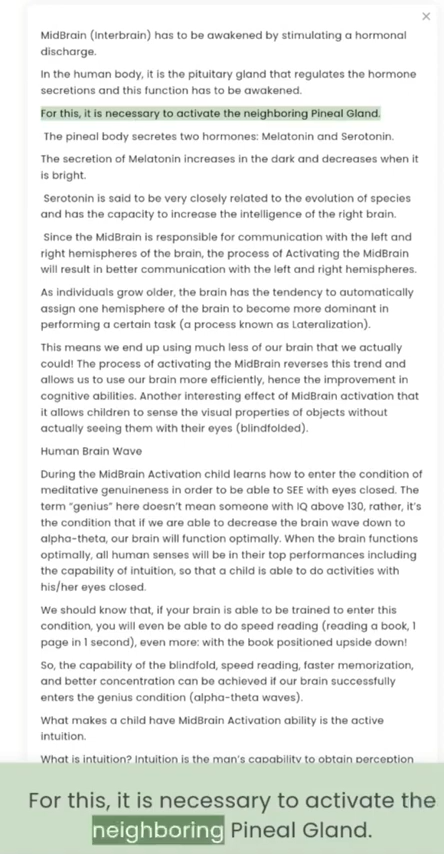 MidBrain (Interbrain) has to be awakened by stimulating a hormonal
discharge.
In the human body, it is the pituitary gland that regulates the hormone
secretions and this function has to be awakened.
For this, it is necessary to activate the neighboring Pineal Gland.
The pineal body secretes two hormones: Melatonin and Serotonin.
The secretion of Melatonin increases in the dark and decreases when it
is bright.
Serotonin is said to be very closely related to the evolution of species
and has the capacity to increase the intelligence of the right brain.
Since the MidBrain is responsible for communication with the left and
right hemispheres of the brain, the process of Activating the MidBrain
will result in better communication with the left and right hemispheres.
As individuals grow older, the brain has the tendency to automatically
assign one hemisphere of the brain to become more dominant in
performing a certain task (a process known as Lateralization).
This means we end up using much less of our brain that we actually
could! The process of activating the MidBrain reverses this trend and
allows us to use our brain more efficiently, hence the improvement in
cognitive abilities. Another interesting effect of MidBrain activation that
it allows children to sense the visual properties of objects without
actually seeing them with their eyes (blindfolded).
Human Brain Wave
During the MidBrain Activation child learns how to enter the condition of
meditative genuineness in order to be able to SEE with eyes closed. The
term "genius" here doesn't mean someone with IQ above 130, rather, it's
the condition that if we are able to decrease the brain wave down to
alpha-theta, our brain will function optimally. When the brain functions
optimally, all human senses will be in their top performances including
the capability of intuition, so that a child is able to do activities with
his/her eyes closed.
We should know that, if your brain is able to be trained to enter this
condition, you will even be able to do speed reading (reading a book, 1
page in 1 second), even more: with the book positioned upside down!
So, the capability of the blindfold, speed reading, faster memorization,
and better concentration can be achieved if our brain successfully
enters the genius condition (alpha-theta waves).
What makes a child have MidBrain Activation ability is the active
intuition.
What is intuition? Intuition is the man's capability to obtain perception
For this, it is necessary to activate the
neighboring Pineal Gland.